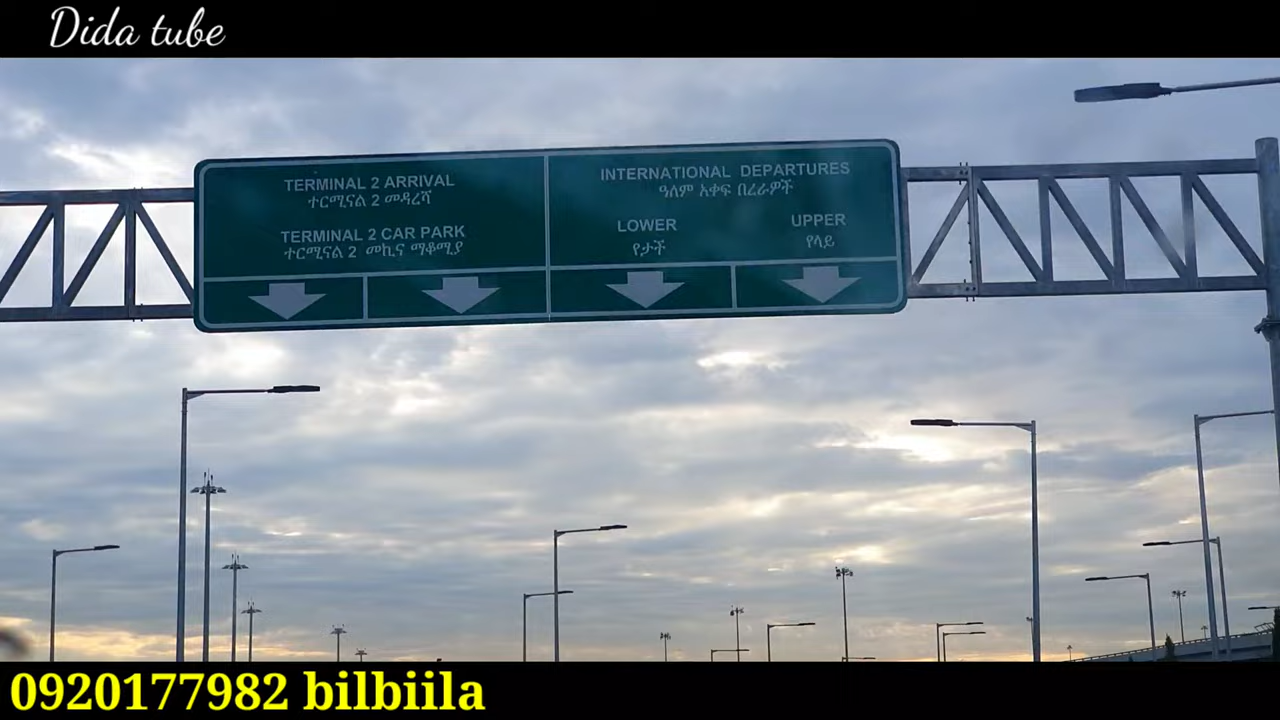 Dida tube
TERMINAL 2 ARRIVAL
ተርሚናል 2 መዳረሻ
TERMINAL 2 CAR PARK
ተርሚናል 2 መኪና ማቆሚያ
INTERNATIONAL DEPARTURES
ዓለም አቀፍ በረራዎች
LOWER
የታች
UPPER
የላይ
0920177982 bilbiila